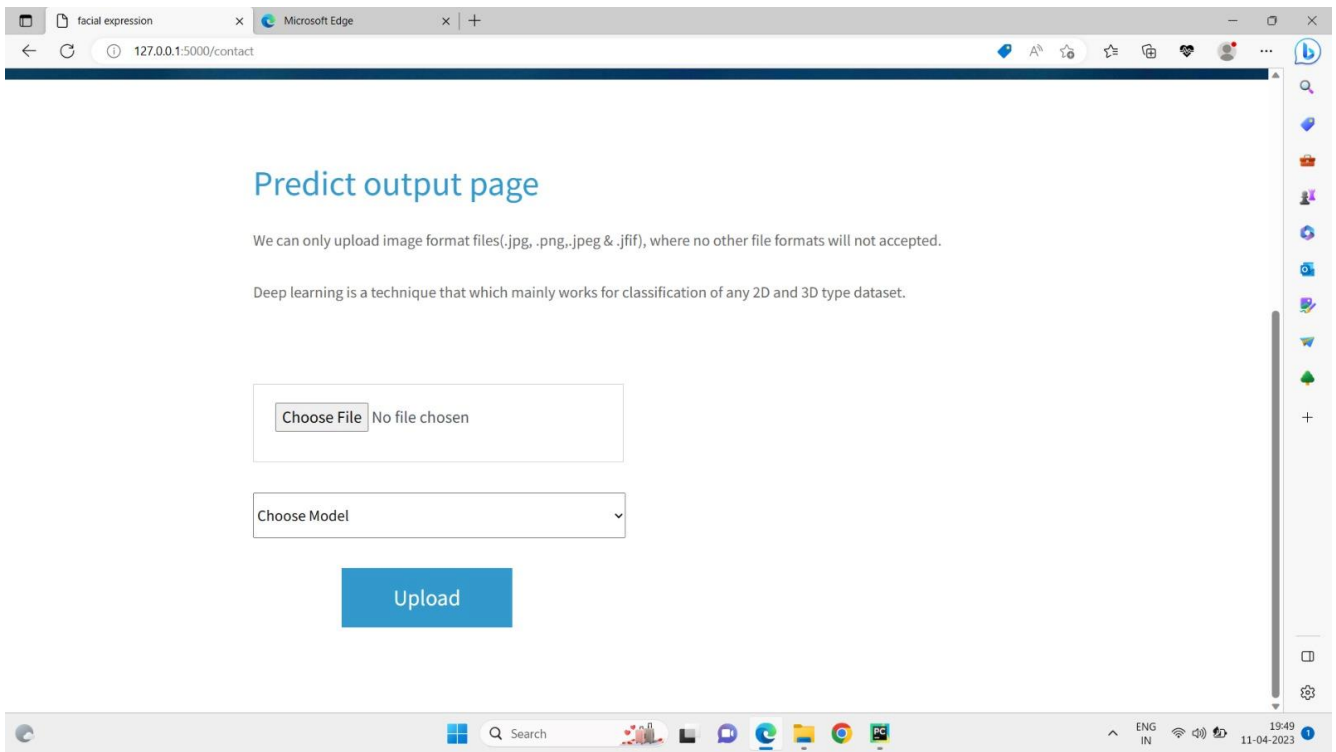 facial expression
Microsoft Edge
127.0.0.1:5000/contact
Predict output page
We can only upload image format files(.jpg, .png,.jpeg & .jfif), where no other file formats will not accepted.
Deep learning is a technique that which mainly works for classification of any 2D and 3D type dataset.
Choose File No file chosen
Choose Model
Upload
Search
ENG
IN
19:49
11-04-2023
1